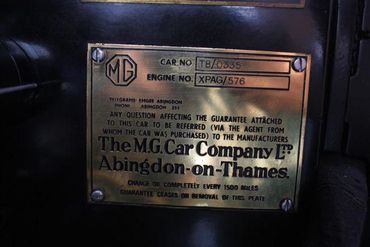 MG
CAR NO TB/0335
ENGINE NO. XPAG/576
TELEGRAMS EMGEE ABINGDON
PHONE ABINGDON 251
ANY QUESTION AFFECTING THE GUARANTEE ATTACHED
TO THIS CAR TO BE REFERRED (VIA THE AGENT FROM
WHOM THE CAR WAS PURCHASED) TO THE MANUFACTURERS
The M.G. Car Company LTD
Abingdon-on-Thames.
CHANGE OIL COMPLETELY EVERY 1500 MILES
GUARANTEE CEASES ON REMOVAL OF THIS PLATE